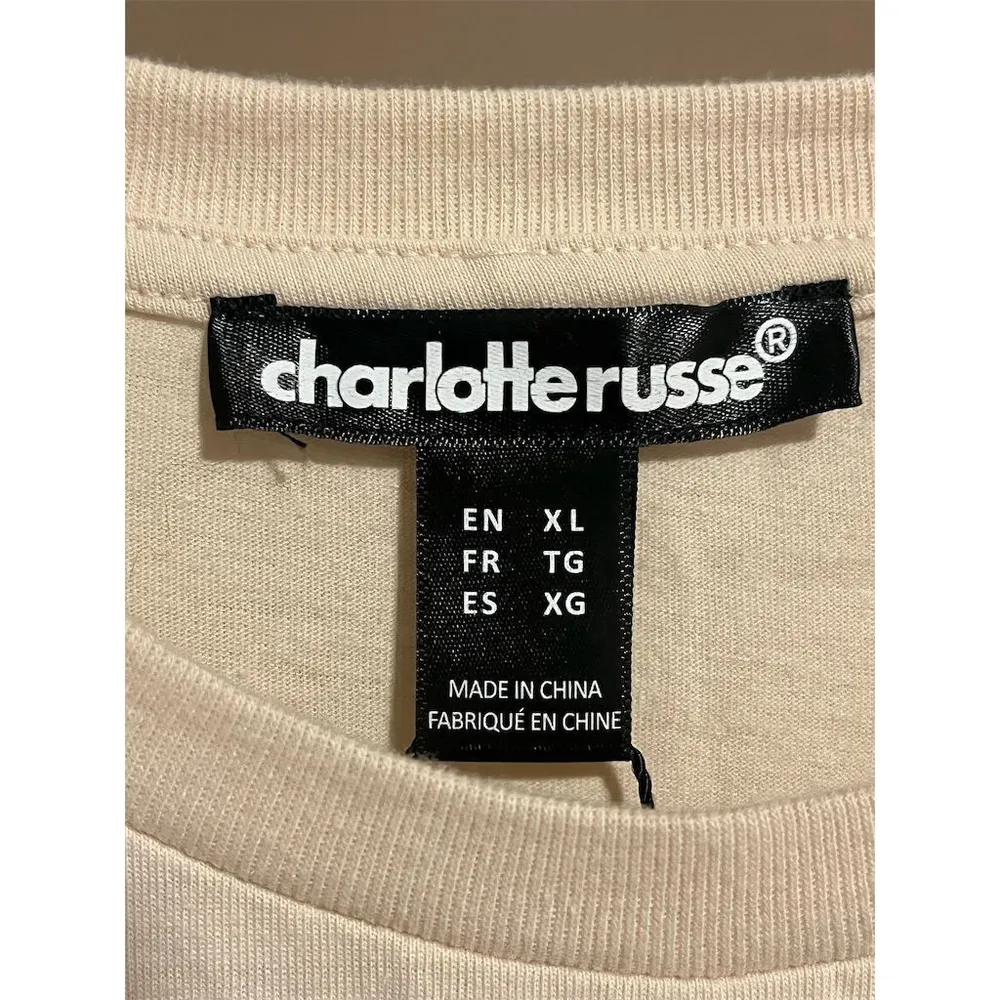 charlotte russe®
EN XL
FR TG
ES XG
MADE IN CHINA
FABRIQUÉ EN CHINE